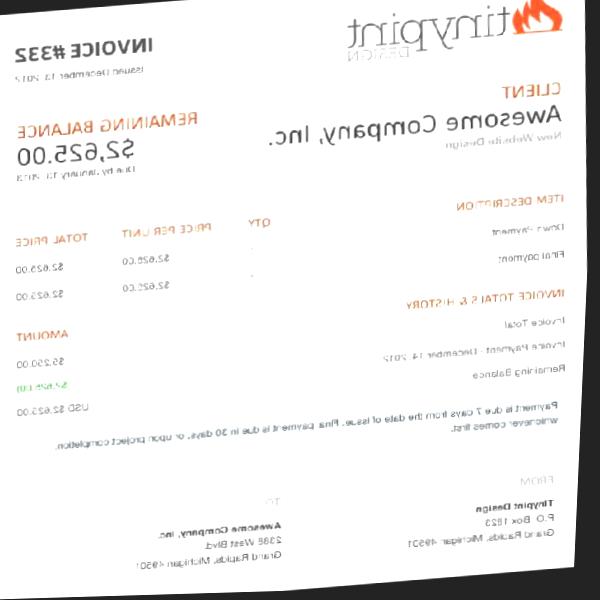 tinypint
DESIGN
INVOICE #332
Issued December 13, 2012
CLIENT
Awesome Company, Inc.
New Website Design
REMAINING BALANCE
$2,625.00
Due by January 13, 2013
ITEM DESCRIPTION QTY PRICE PER UNIT TOTAL PRICE
Down Payment $2,625.00 $2,625.00
Final payment $2,625.00 $2,625.00
INVOICE TOTALS & HISTORY AMOUNT
Invoice Total $5,250.00
Invoice Payment - December 14, 2012 $2,625.00
Remaining Balance USD $2,625.00
Payment is due 7 days from the date of issue. Final payment is due in 30 days, or upon project completion,
whichever comes first.
FROM
Tinypint Design
P.O. Box 1823
Grand Rapids, Michigan 49501
TO
Awesome Company, Inc.
2388 West Blvd.
Grand Rapids, Michigan 49501